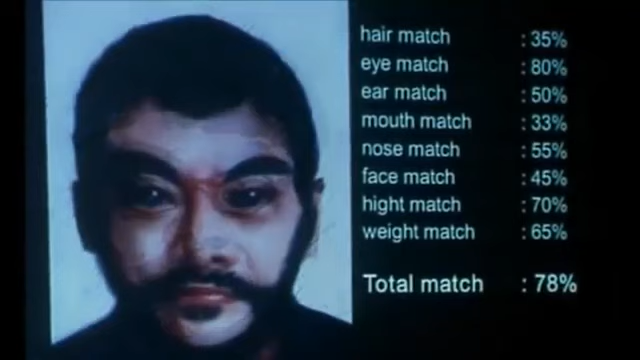 hair match : 35%
eye match : 80%
ear match : 50%
mouth match : 33%
nose match : 55%
face match : 45%
hight match : 70%
weight match : 65%
Total match : 78%